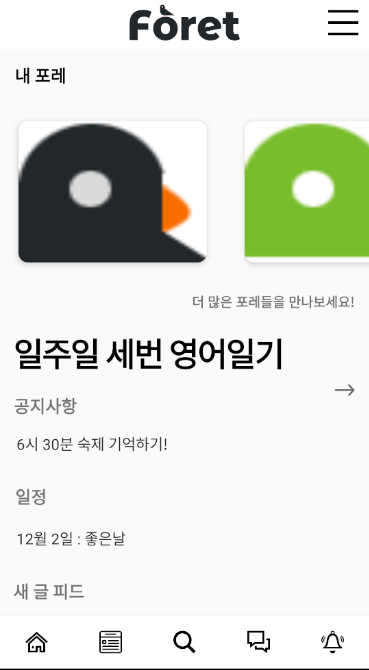 Fòret
내 포레
더 많은 포레들을 만나보세요!
일주일 세번 영어일기
공지사항
6시 30분 숙제 기억하기!
일정
12월 2일 : 좋은날
새 글 피드